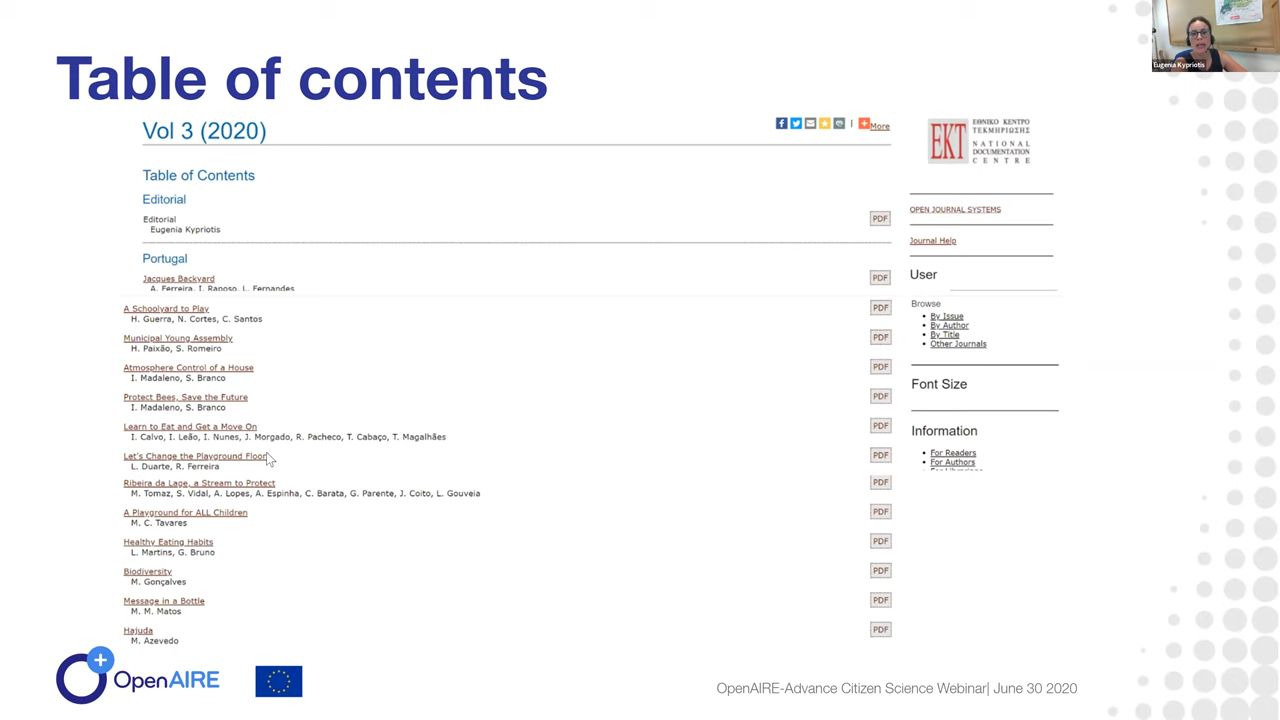 Table of contents
Eugenia Kypriotis
Vol 3 (2020)
More
Table of Contents
Editorial
Editorial
PDF
Eugenia Kypriotis
Portugal
Jacques Backyard
PDF
A. Ferreira, I. Raposo, L. Fernandes
A Schoolyard to Play
PDF
H. Guerra, N. Cortes, C. Santos
Municipal Young Assembly
PDF
H. Paixão, S. Romeiro
Atmosphere Control of a House
PDF
I. Madaleno, S. Branco
Protect Bees, Save the Future
PDF
I. Madaleno, S. Branco
Learn to Eat and Get a Move On
PDF
I. Calvo, I. Leão, I. Nunes, J. Morgado, R. Pacheco, T. Cabaço, T. Magalhães
Let's Change the Playground Floor
PDF
L. Duarte, R. Ferreira
Ribeira da Lage, a Stream to Protect
PDF
M. Tomaz, S. Vidal, A. Lopes, A. Espinha, C. Barata, G. Parente, J. Coito, L. Gouveia
A Playground for ALL Children
PDF
M. C. Tavares
Healthy Eating Habits
PDF
L. Martins, G. Bruno
Biodiversity
PDF
M. Gonçalves
Message in a Bottle
PDF
M. M. Matos
Hajuda
PDF
M. Azevedo
EKT
ΕΘΝΙΚΟ ΚΕΝΤΡΟ
ΤΕΚΜΗΡΙΩΣΗΣ
NATIONAL
DOCUMENTATION
CENTRE
OPEN JOURNAL SYSTEMS
Journal Help
User
Browse
By Issue
By Author
By Title
Other Journals
Font Size
Information
For Readers
For Authors
For Librarians
OpenAIRE
OpenAIRE-Advance Citizen Science Webinar| June 30 2020